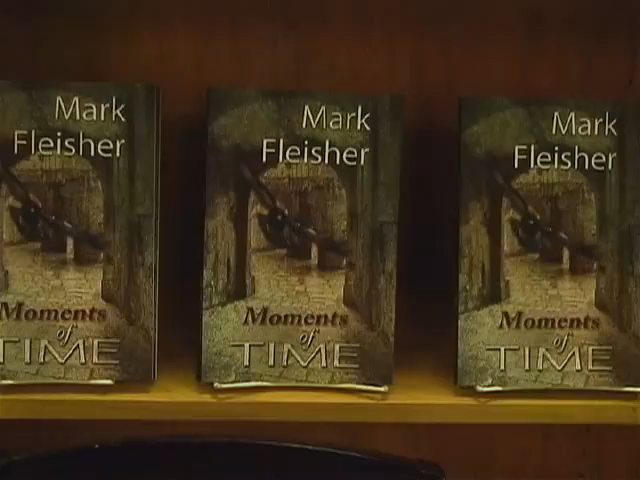 Mark
Fleisher
Moments
of
TIME
Mark
Fleisher
Moments
of
TIME
Mark
Fleisher
Moments
of
TIME